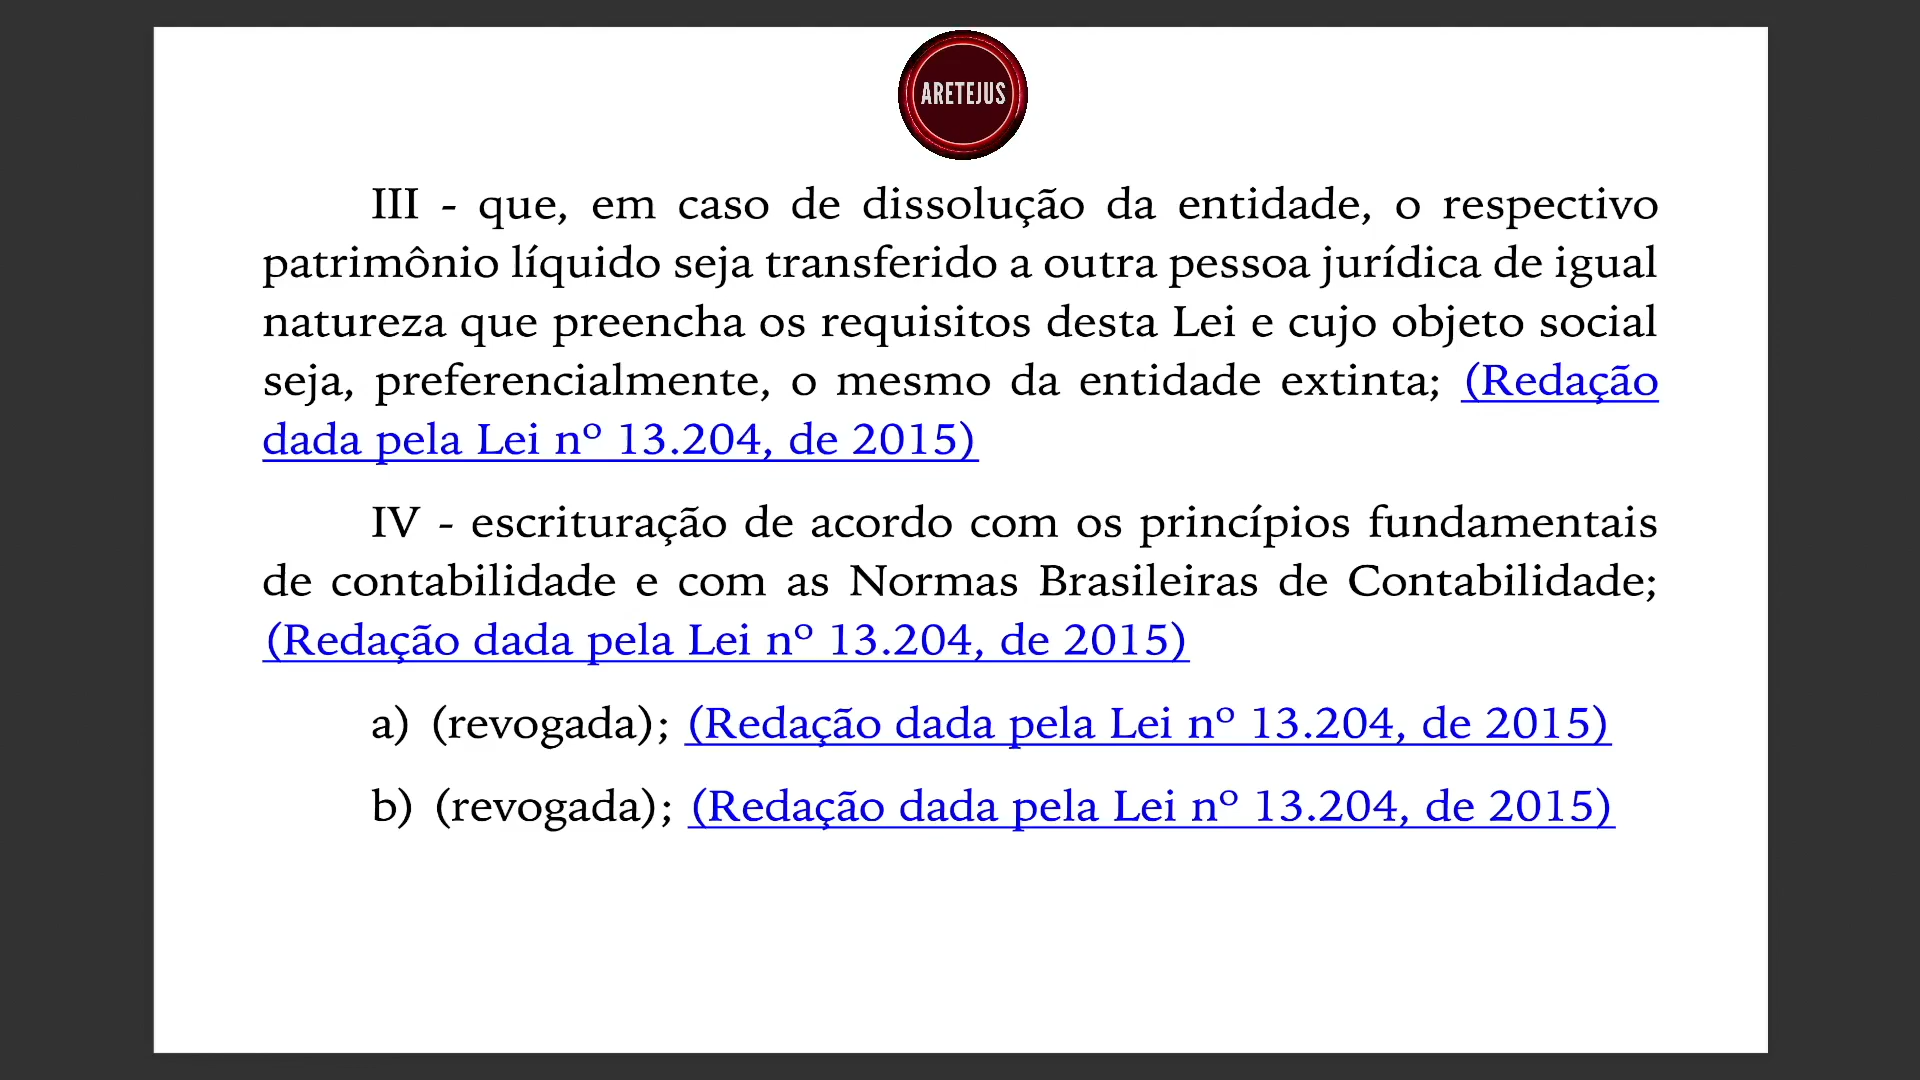 ARETEJUS
III - que, em caso de dissolução da entidade, o respectivo
patrimônio líquido seja transferido a outra pessoa jurídica de igual
natureza que preencha os requisitos desta Lei e cujo objeto social
seja, preferencialmente, o mesmo da entidade extinta; (Redação
dada pela Lei nº 13.204, de 2015)
IV - escrituração de acordo com os princípios fundamentais
de contabilidade e com as Normas Brasileiras de Contabilidade;
(Redação dada pela Lei nº 13.204, de 2015)
a) (revogada); (Redação dada pela Lei nº 13.204, de 2015)
b) (revogada); (Redação dada pela Lei nº 13.204, de 2015)